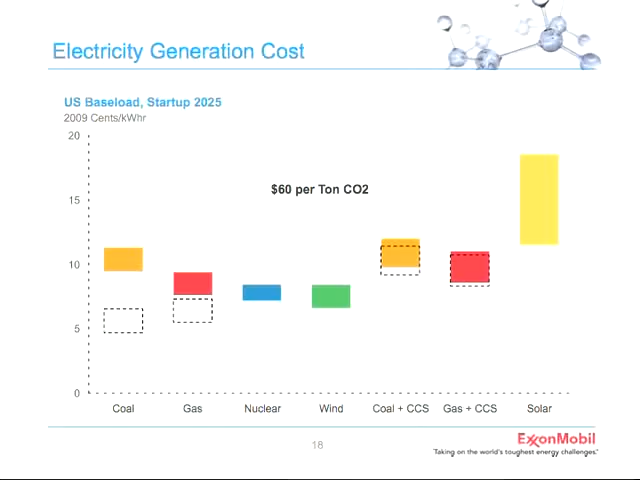 Electricity Generation Cost
US Baseload, Startup 2025
2009 Cents/kWhr
20
15
10
5
0
$60 per Ton CO2
Coal
Gas
Nuclear
Wind
Coal + CCS
Gas + CCS
Solar
18
ExxonMobil
Taking on the world's toughest energy challenges.™